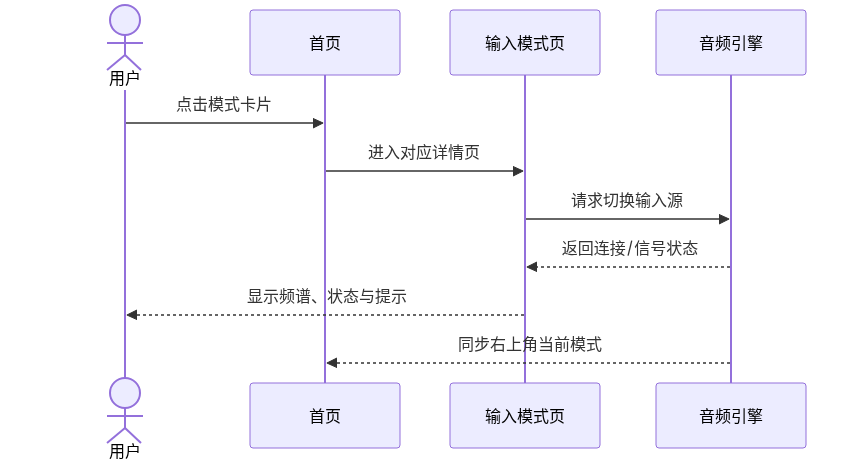 用户
首页
输入模式页
音频引擎
点击模式卡片
进入对应详情页
请求切换输入源
返回连接/信号状态
显示频谱、状态与提示
同步右上角当前模式
用户
首页
输入模式页
音频引擎